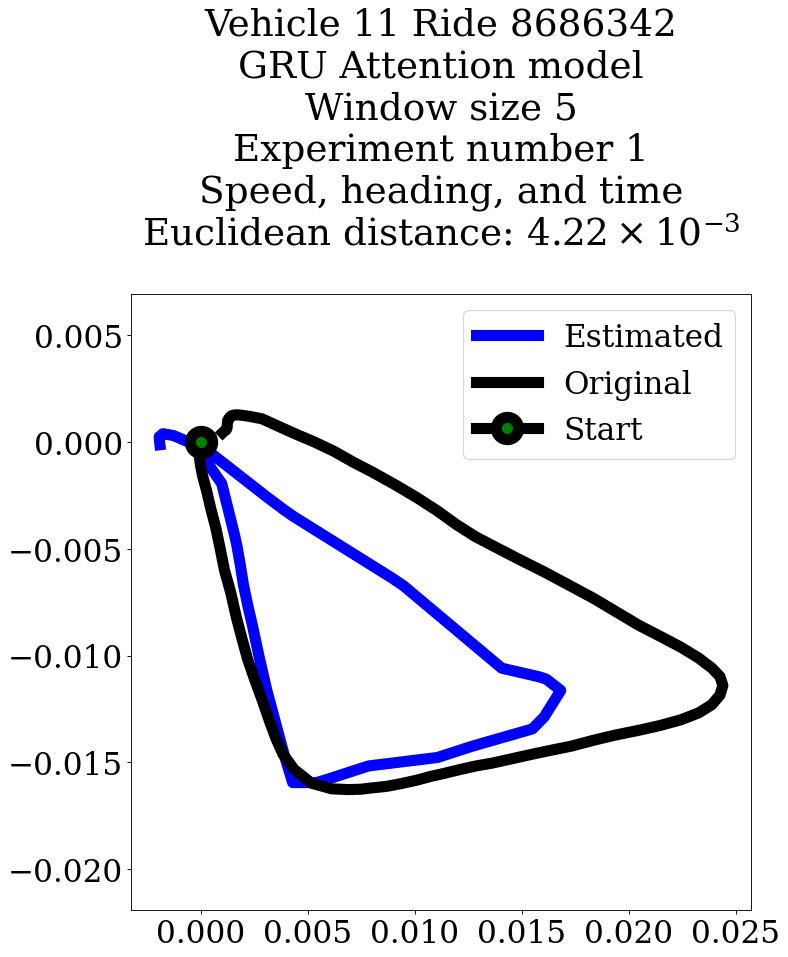 Vehicle 11 Ride 8686342
GRU Attention model
Window size 5
Experiment number 1
Speed, heading, and time
Euclidean distance: 4.22 × 10⁻³
Estimated
Original
Start
0.005
0.000
−0.005
−0.010
−0.015
−0.020
0.000 0.005 0.010 0.015 0.020 0.025